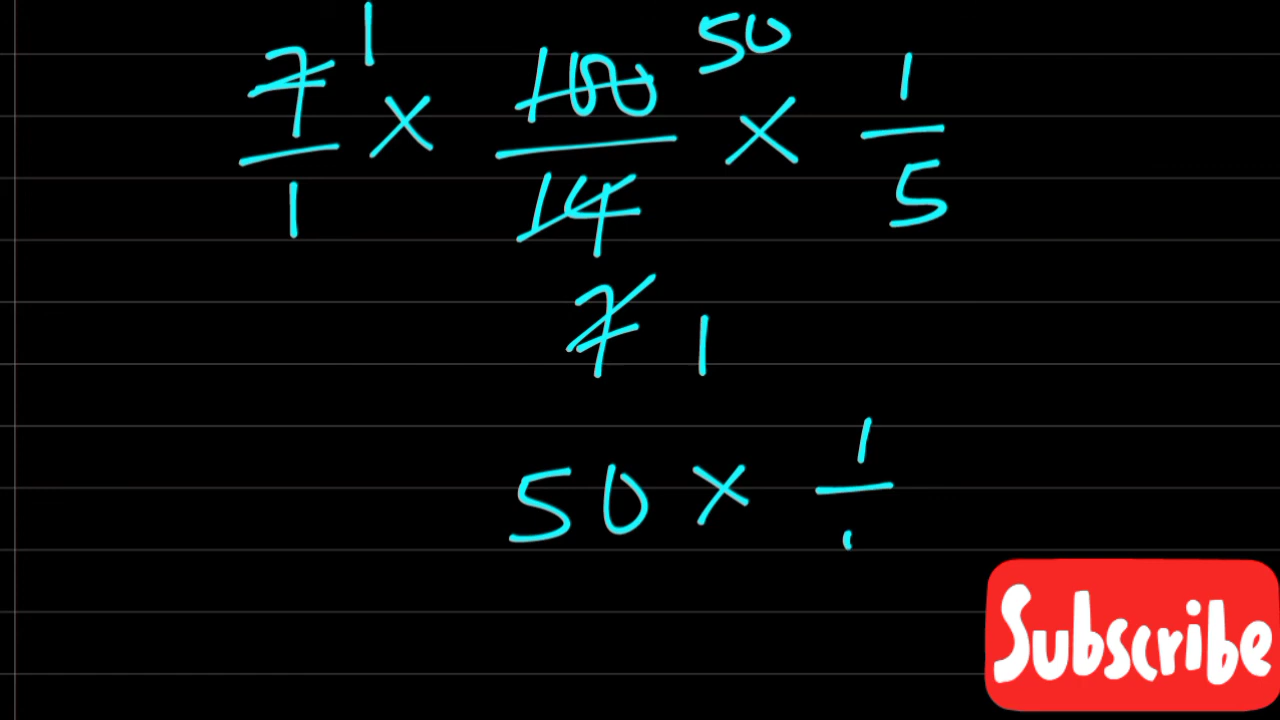 7 1 × 100 50 × 1
1 14 5
7 1
50 × 1
Subscribe